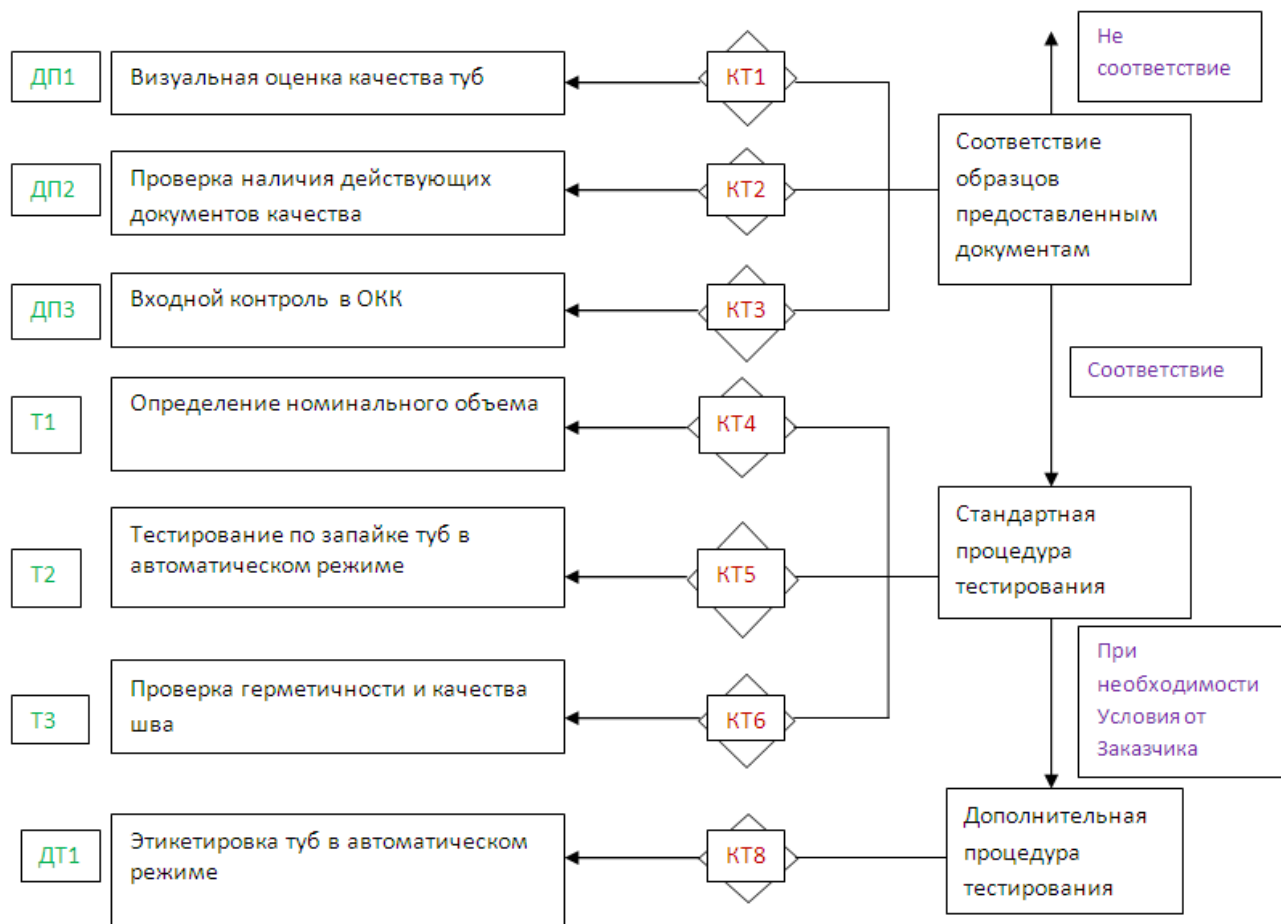 Не
соответствие
ДП1
Визуальная оценка качества туб
КТ1
Соответствие
образцов
предоставленным
документам
ДП2
Проверка наличия действующих
документов качества
КТ2
ДП3
Входной контроль в ОКК
КТ3
Соответствие
Т1
Определение номинального объема
КТ4
Стандартная
процедура
тестирования
Т2
Тестирование по запайке туб в
автоматическом режиме
КТ5
При
необходимости
Условия от
Заказчика
Т3
Проверка герметичности и качества
шва
КТ6
Дополнительная
процедура
тестирования
ДТ1
Этикетировка туб в автоматическом
режиме
КТ8